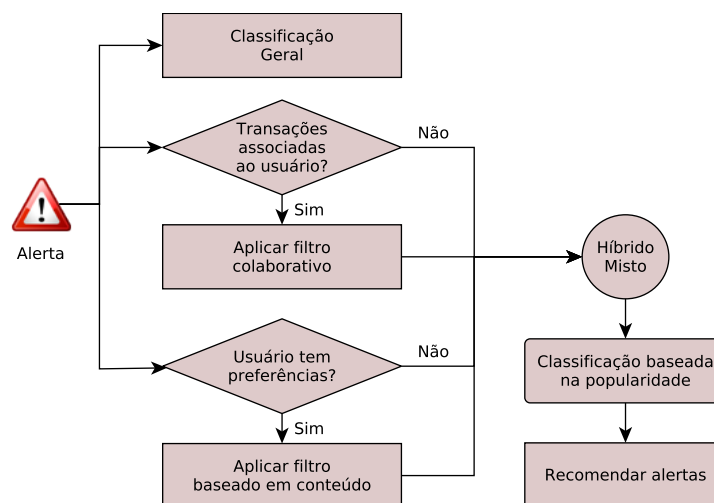 Classificação
Geral
Transações
associadas
ao usuário?
Não
Sim
Alerta
Aplicar filtro
colaborativo
Híbrido
Misto
Usuário tem
preferências?
Não
Sim
Aplicar filtro
baseado em conteúdo
Classificação baseada
na popularidade
Recomendar alertas